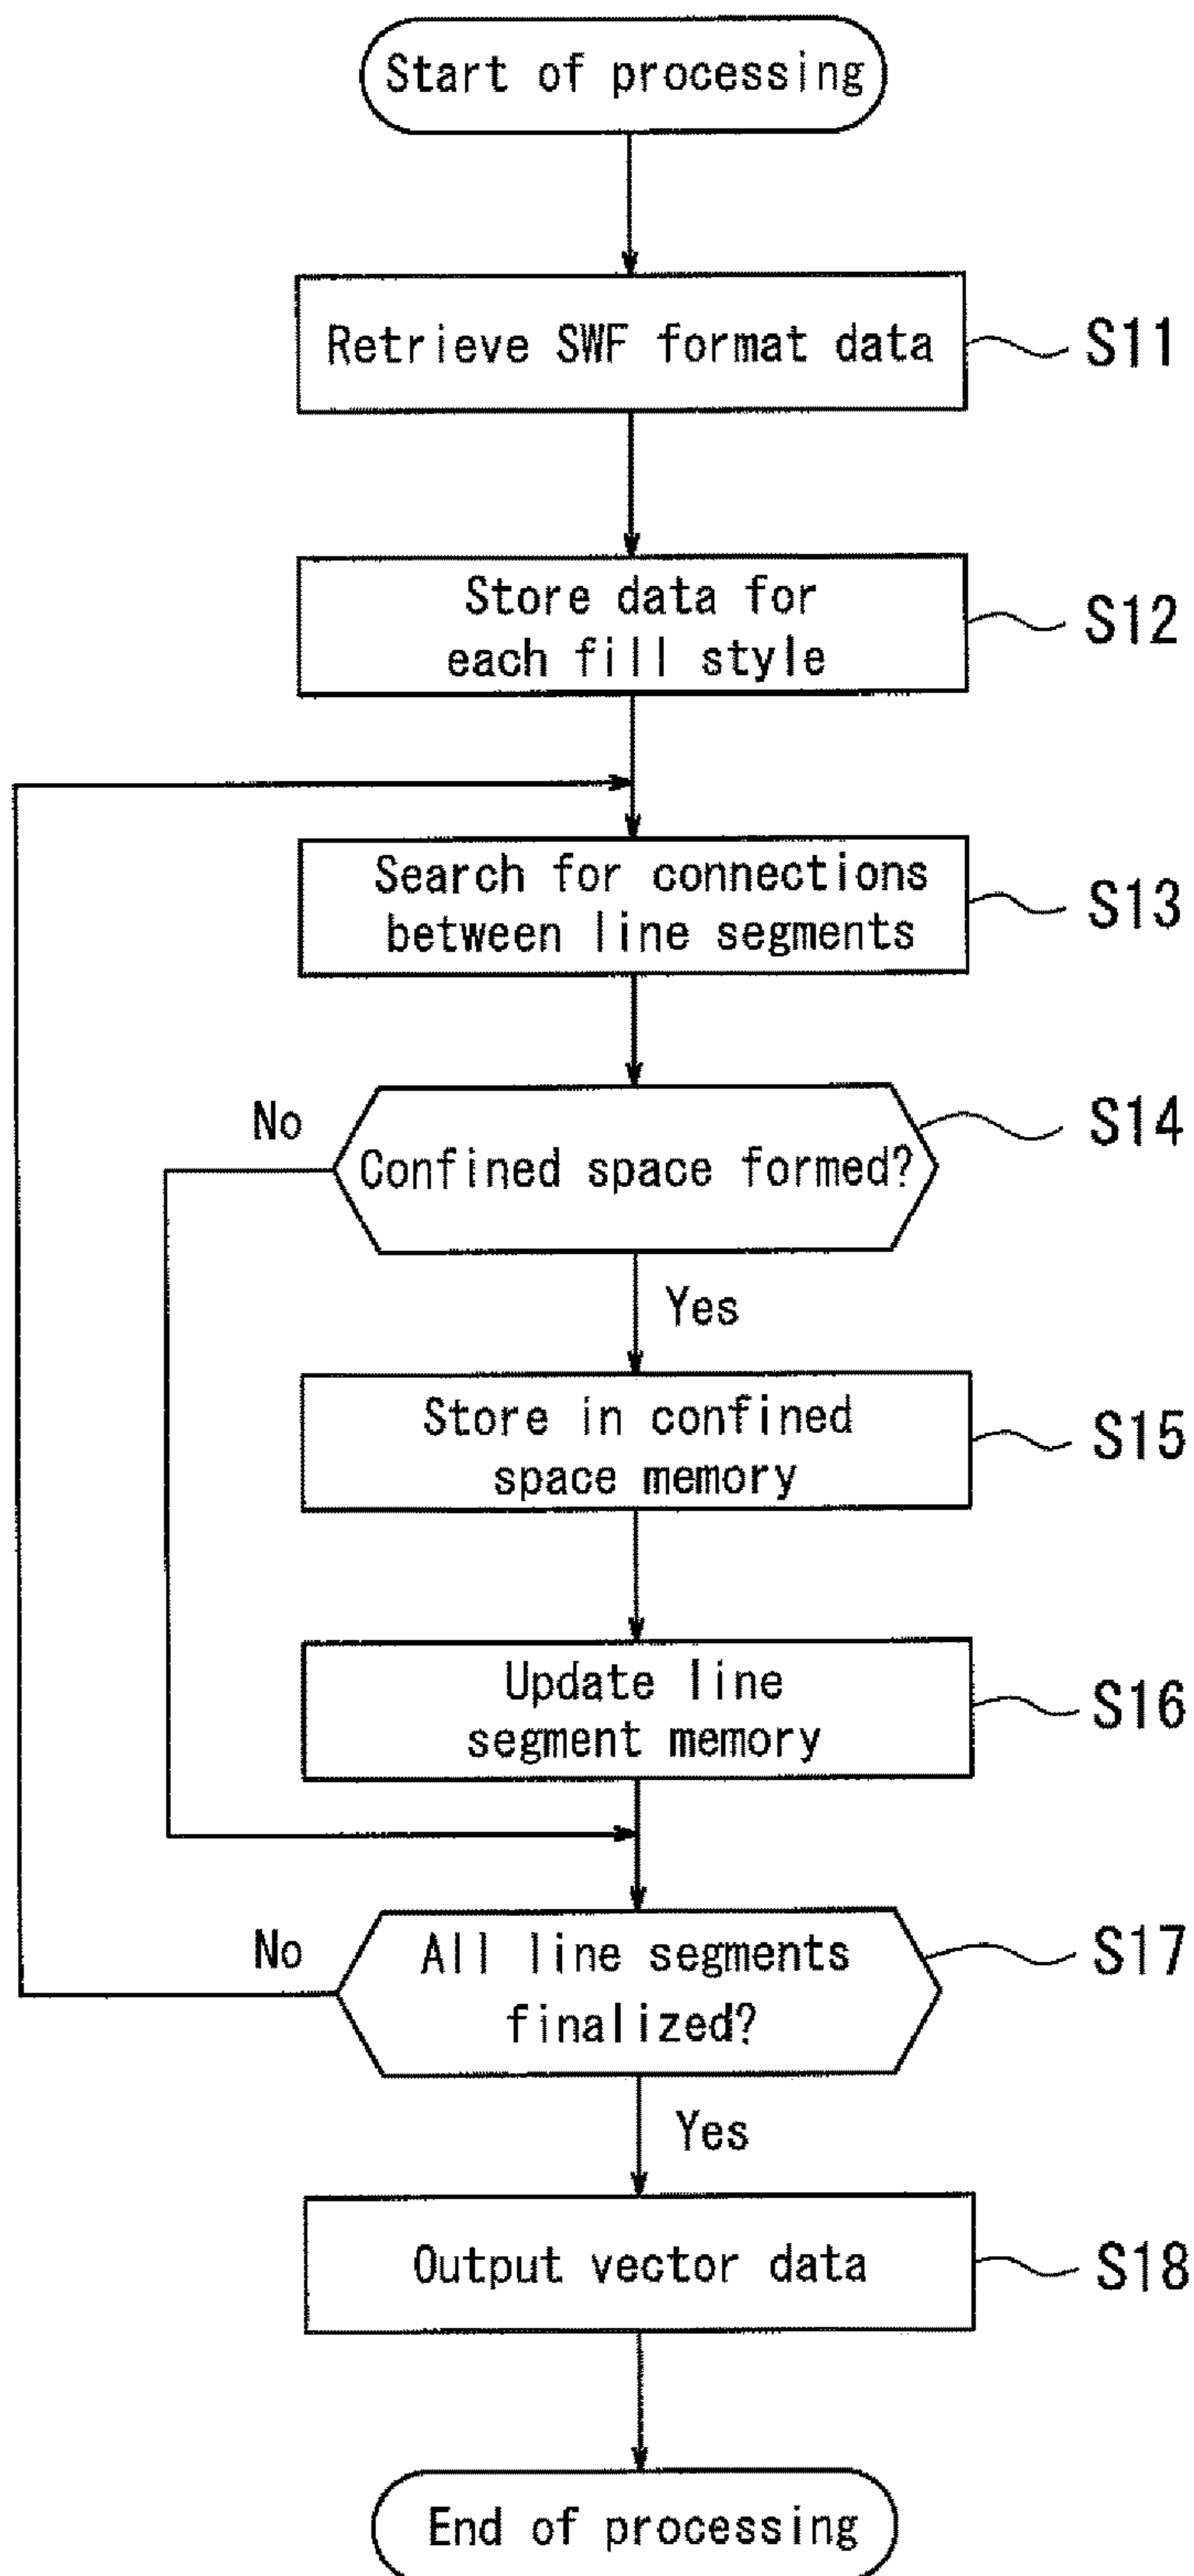 Start of processing
Retrieve SWF format data
S11
Store data for
each fill style
S12
Search for connections
between line segments
S13
No
Confined space formed?
S14
Yes
Store in confined
space memory
S15
Update line
segment memory
S16
No
All line segments
finalized?
S17
Yes
Output vector data
S18
End of processing